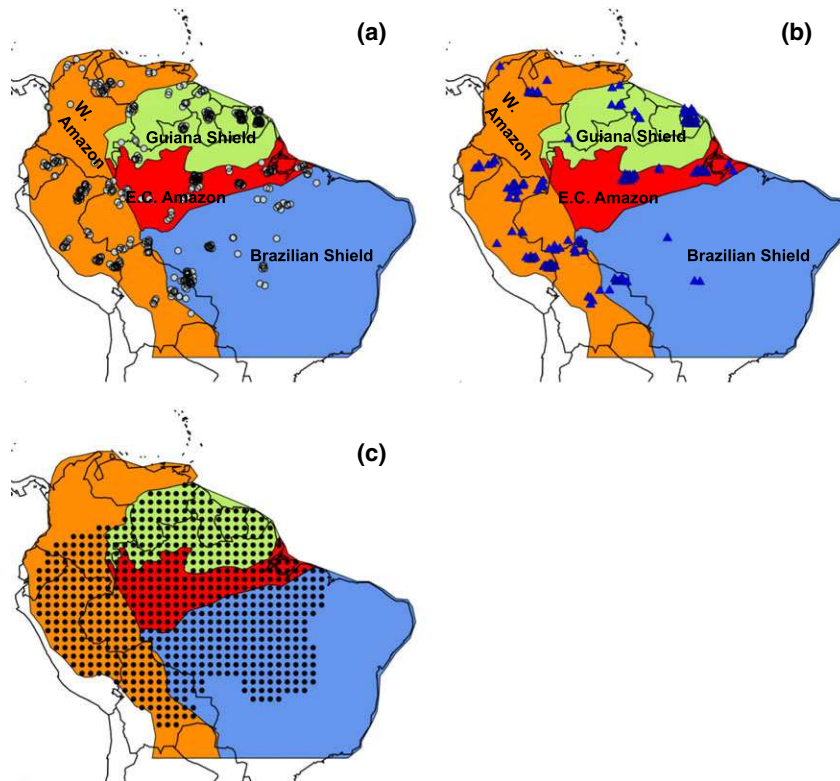 (a)
W.
Amazon
Guiana Shield
E.C. Amazon
Brazilian Shield
(b)
W.
Amazon
Guiana Shield
E.C. Amazon
Brazilian Shield
(c)